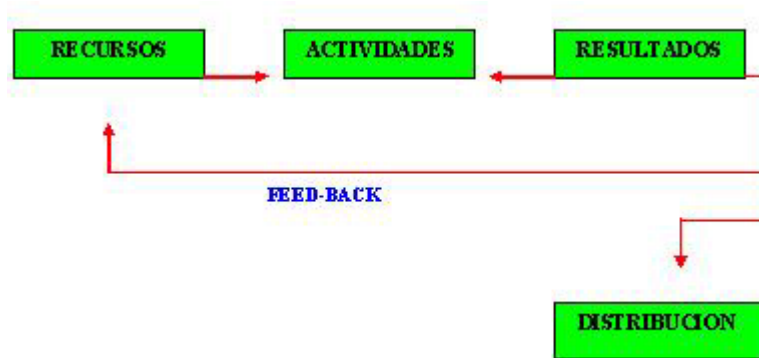 RECURSOS
ACTIVIDADES
RESULTADOS
FEED-BACK
DISTRIBUCION